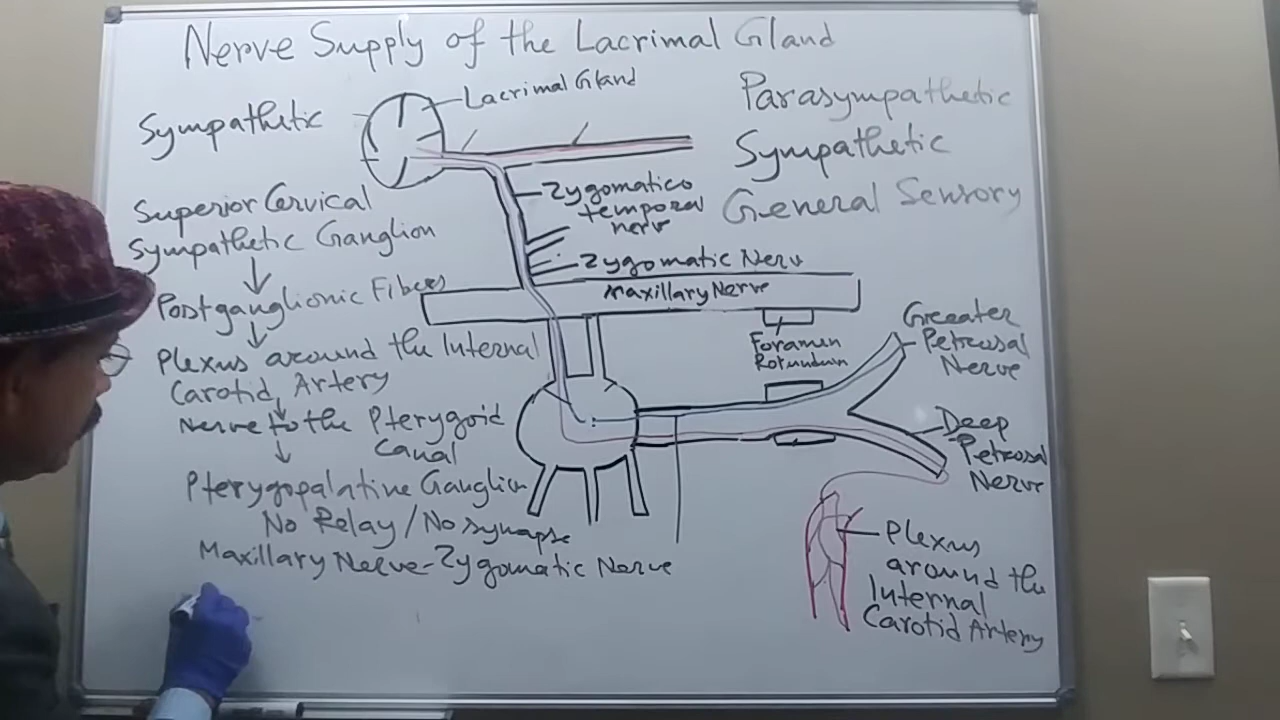 Nerve Supply of the Lacrimal Gland
Sympathetic
Superior Cervical
Sympathetic Ganglion
↓
Postganglionic Fibers
↓
Plexus around the Internal
Carotid Artery
↓
Nerve to the Pterygoid
Canal
↓
Pterygopalatine Ganglion
No Relay/No synapse
Maxillary Nerve-Zygomatic Nerve
Lacrimal Gland
Zygomatico
temporal
nerv
Zygomatic Nerv
Maxillary Nerve
Foramen
Rotundum
Parasympathetic
Sympathetic
General Sensory
Greeater
Petrosal
Nerve
Deep
Petrosal
Nerve
Plexus
around the
Internal
Carotid Artery